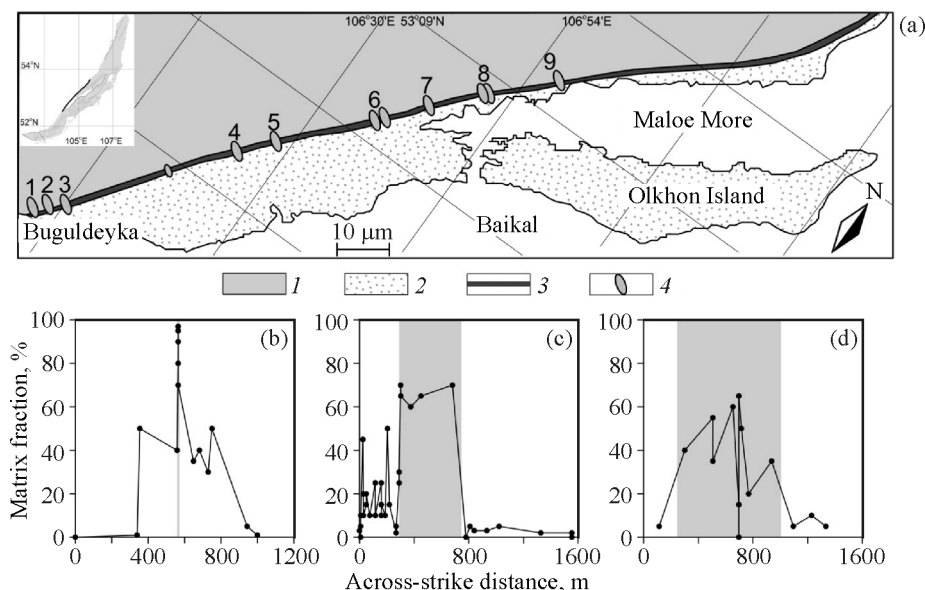 106°30'E 53°09'N
106°54'E
(a)
54°N
52°N
105°E
107°E
1
2
3
4
5
6
7
8
9
Maloe More
Olkhon Island
N
Buguldeyka
Baikal
10 μm
1
2
3
4
Matrix fraction, %
100
80
60
40
20
0
(b)
0
400
800
1200
100
80
60
40
20
0
(c)
0
400
800
1600
100
80
60
40
20
0
(d)
0
800
1600
Across-strike distance, m